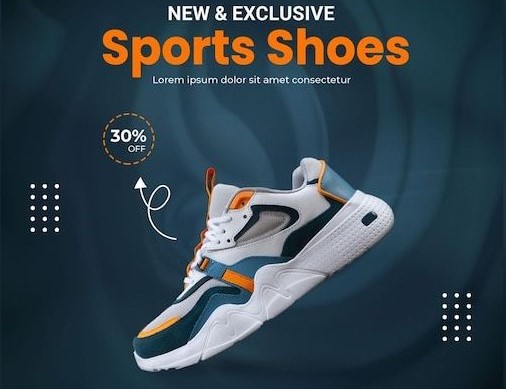 NEW & EXCLUSIVE
Sports Shoes
Lorem ipsum dolor sit amet consectetur
30%
OFF